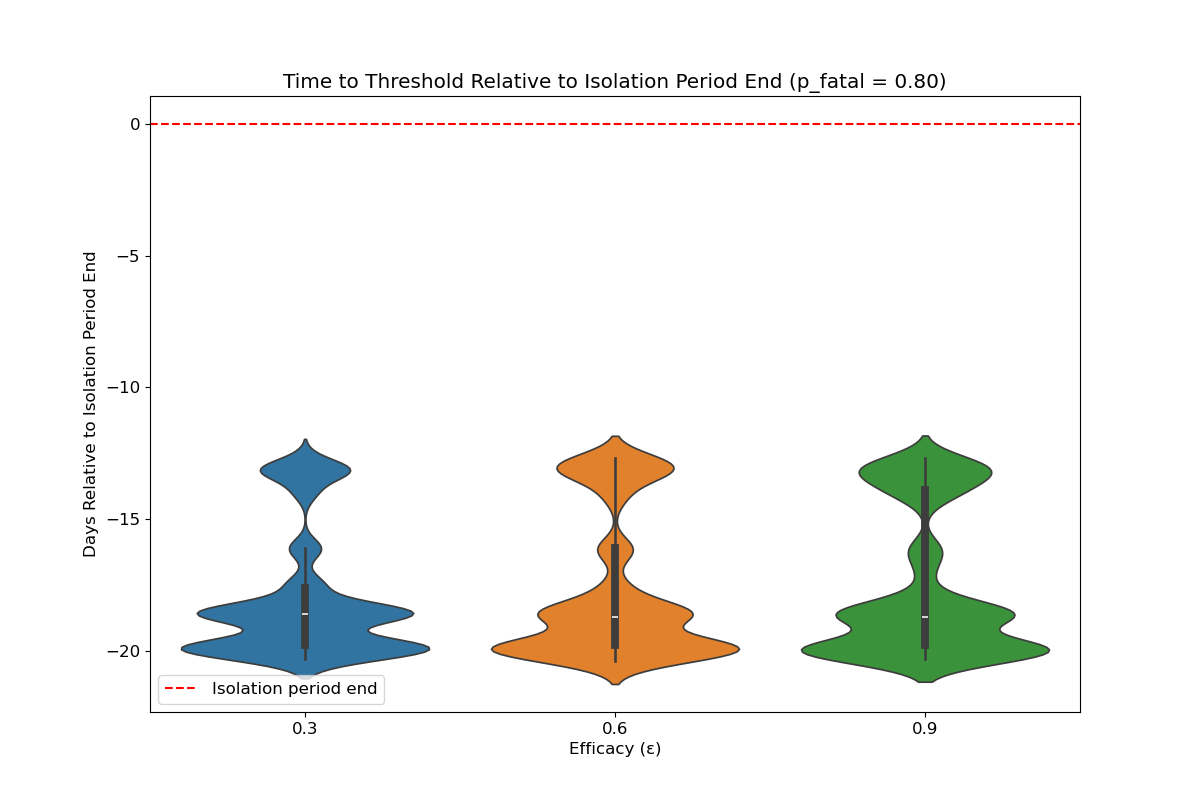 Time to Threshold Relative to Isolation Period End (p_fatal = 0.80)
Days Relative to Isolation Period End
0
−5
−10
−15
−20
Isolation period end
0.3
0.6
0.9
Efficacy (ε)